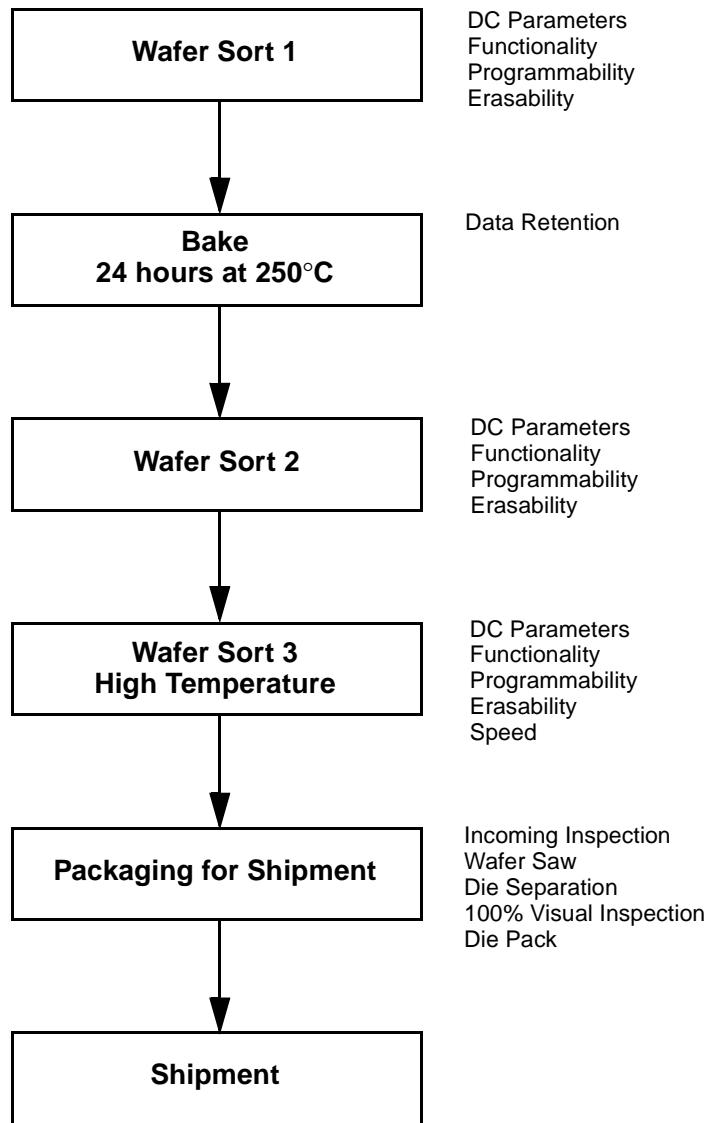 Wafer Sort 1
DC Parameters
Functionality
Programmability
Erasability
Bake
24 hours at 250°C
Data Retention
Wafer Sort 2
DC Parameters
Functionality
Programmability
Erasability
Wafer Sort 3
High Temperature
DC Parameters
Functionality
Programmability
Erasability
Speed
Packaging for Shipment
Incoming Inspection
Wafer Saw
Die Separation
100% Visual Inspection
Die Pack
Shipment